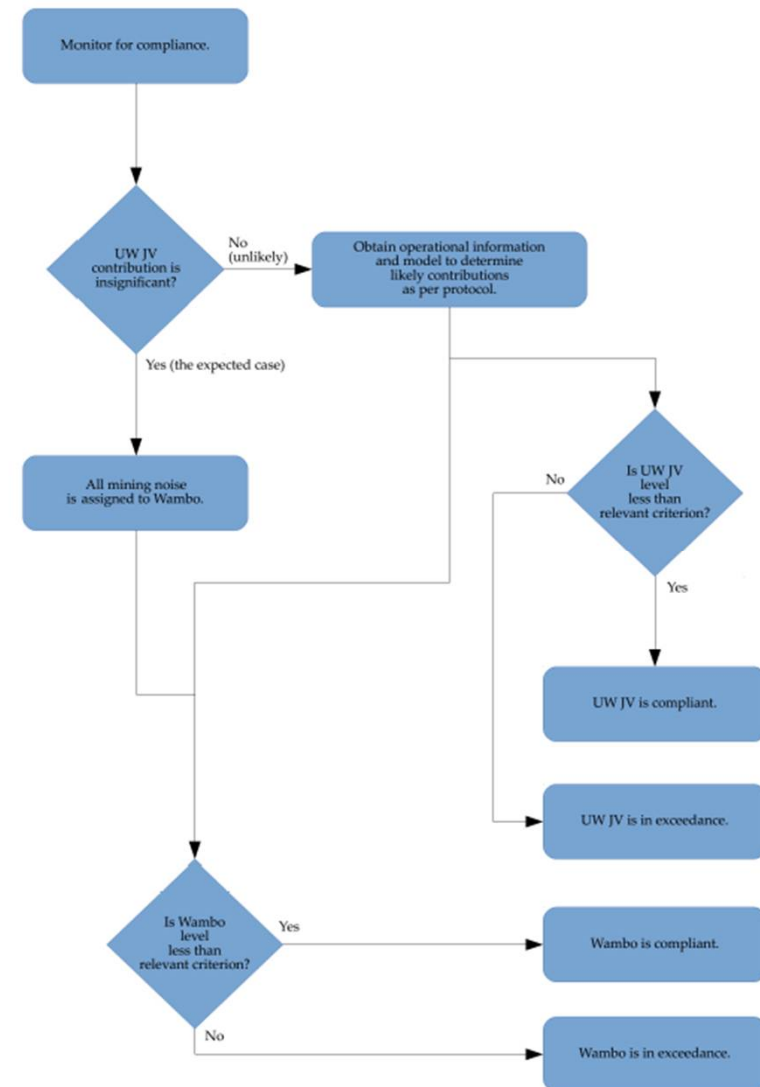 Monitor for compliance.
UW JV
contribution is
insignificant?
No
(unlikely)
Obtain operational information
and model to determine
likely contributions
as per protocol.
Yes (the expected case)
All mining noise
is assigned to Wambo.
Is UW JV
level
less than
relevant criterion?
No
Yes
UW JV is compliant.
UW JV is in exceedance.
Is Wambo
level
less than
relevant criterion?
Yes
Wambo is compliant.
No
Wambo is in exceedance.